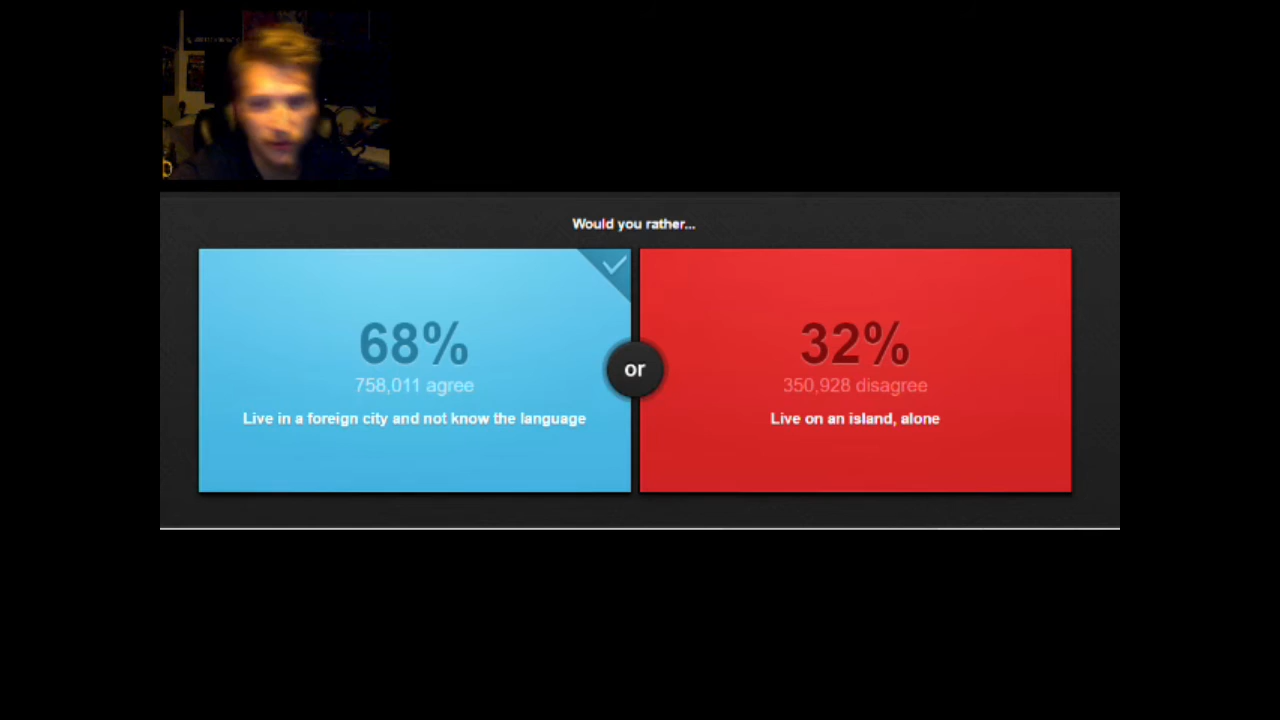 Would you rather...
68%
758,011 agree
Live in a foreign city and not know the language
or
32%
350,928 disagree
Live on an island, alone